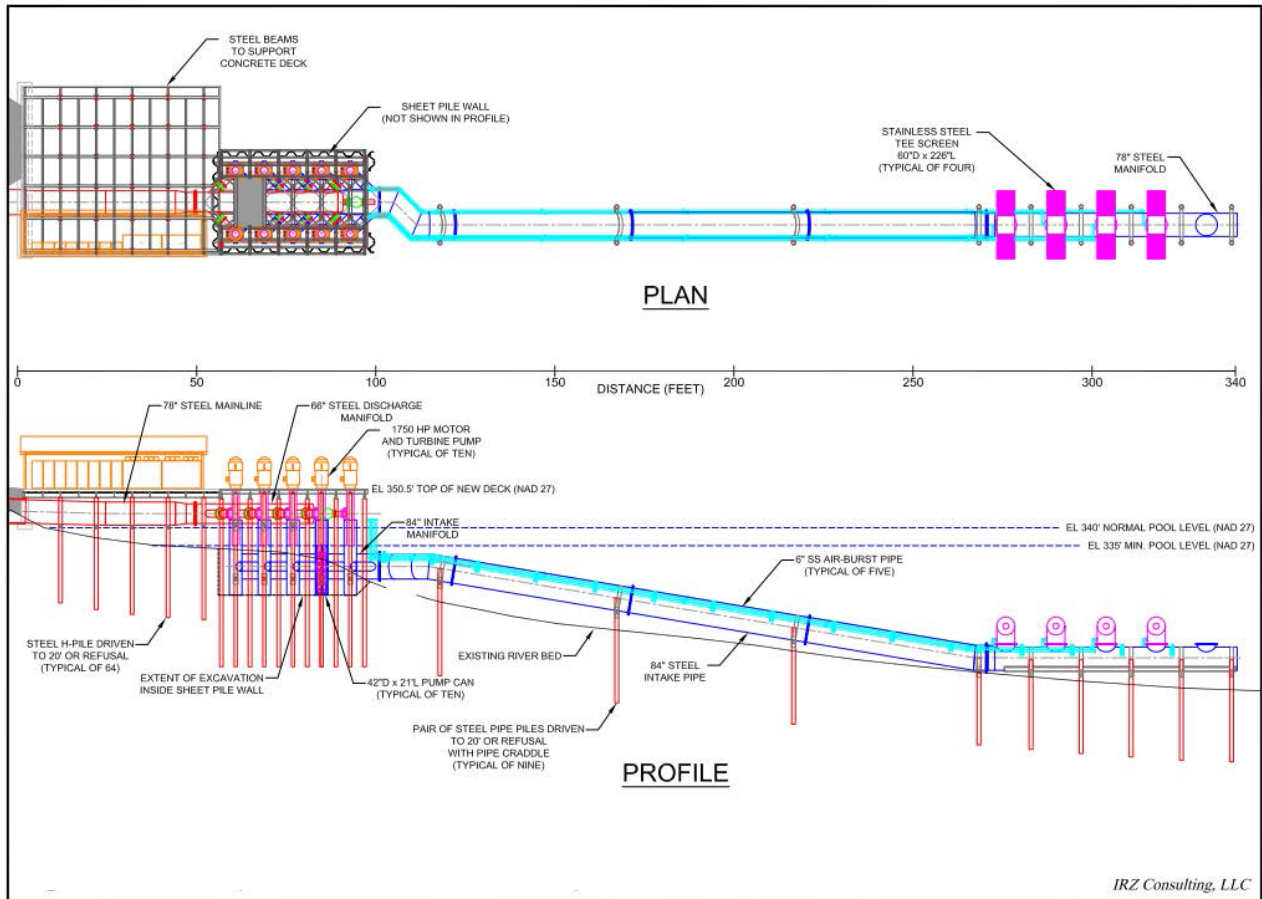 STEEL BEAMS
TO SUPPORT
CONCRETE DECK
SHEET PILE WALL
(NOT SHOWN IN PROFILE)
STAINLESS STEEL
TEE SCREEN
60"D x 226"L
(TYPICAL OF FOUR)
78" STEEL
MANIFOLD
PLAN
0
50
100
150
200
250
300
340
DISTANCE (FEET)
78" STEEL MAINLINE
66" STEEL DISCHARGE
MANIFOLD
1750 HP MOTOR
AND TURBINE PUMP
(TYPICAL OF TEN)
EL 350.5' TOP OF NEW DECK (NAD 27)
84" INTAKE
MANIFOLD
EL 340' NORMAL POOL LEVEL (NAD 27)
EL 335' MIN. POOL LEVEL (NAD 27)
6" SS AIR-BURST PIPE
(TYPICAL OF FIVE)
STEEL H-PILE DRIVEN
TO 20' OR REFUSAL
(TYPICAL OF 64)
EXTENT OF EXCAVATION
INSIDE SHEET PILE WALL
42"D x 21'L PUMP CAN
(TYPICAL OF TEN)
EXISTING RIVER BED
84" STEEL
INTAKE PIPE
PAIR OF STEEL PIPE PILES DRIVEN
TO 20' OR REFUSAL
WITH PIPE CRADDLE
(TYPICAL OF NINE)
PROFILE
IRZ Consulting, LLC